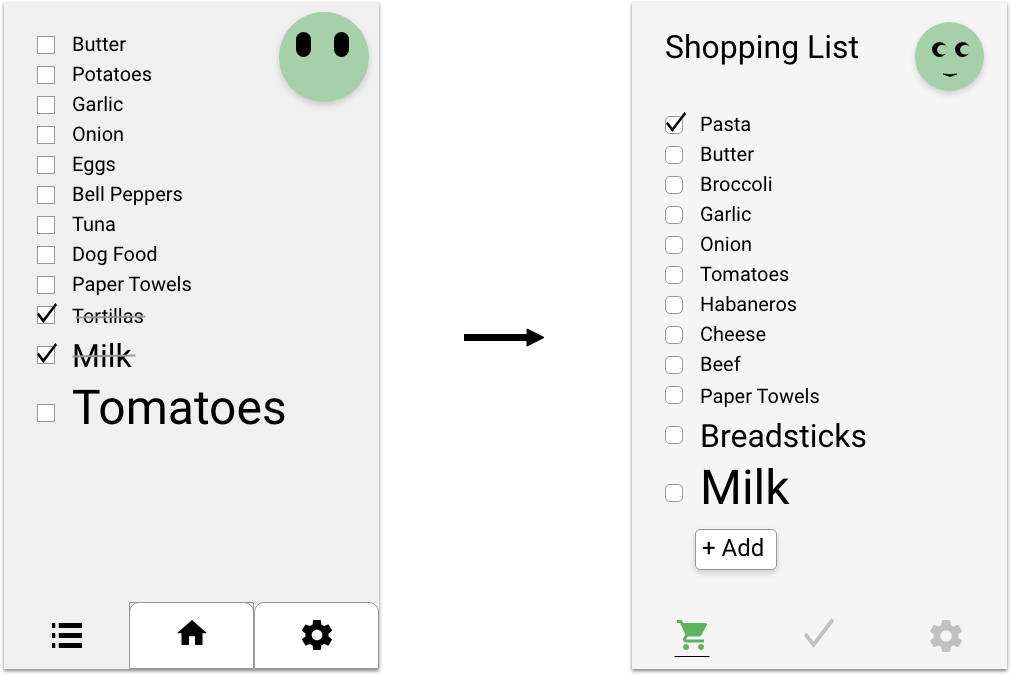 Butter
Potatoes
Garlic
Onion
Eggs
Bell Peppers
Tuna
Dog Food
Paper Towels
Tortillas
Milk
Tomatoes
Shopping List
Pasta
Butter
Broccoli
Garlic
Onion
Tomatoes
Habaneros
Cheese
Beef
Paper Towels
Breadsticks
Milk
+ Add